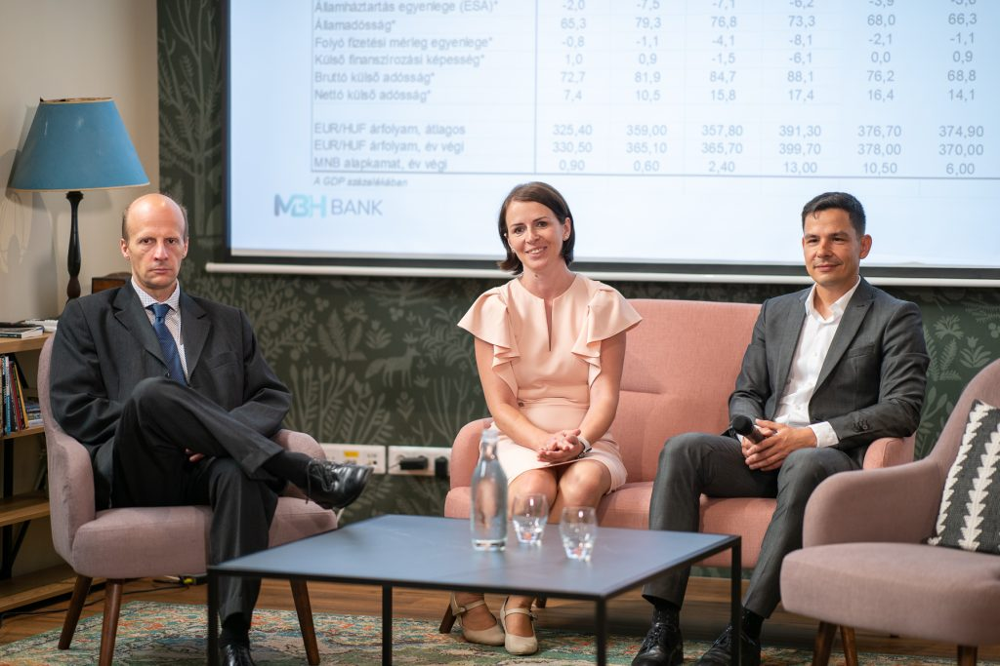 Államháztartás egyenlege (ESA)* -2,0 -7,5 -7,1 -6,2 -3,9
Államadósság* 65,3 79,3 76,8 73,3 68,0 66,3
Folyó fizetési mérleg egyenlege* -0,8 -1,1 -4,1 -8,1 -2,1 -1,1
Külső finanszírozási képesség* 1,0 0,9 -1,5 -6,1 0,0 0,9
Bruttó külső adósság* 72,7 81,9 84,7 88,1 76,2 68,8
Nettó külső adósság* 7,4 10,5 15,8 17,4 16,4 14,1
EUR/HUF árfolyam, átlagos 325,40 359,00 357,80 391,30 376,70 374,90
EUR/HUF árfolyam, év végi 330,50 365,10 365,70 399,70 378,00 370,00
MNB alapkamat, év végi 0,90 0,60 2,40 13,00 10,50 6,00
*A GDP százalékában
MBH BANK